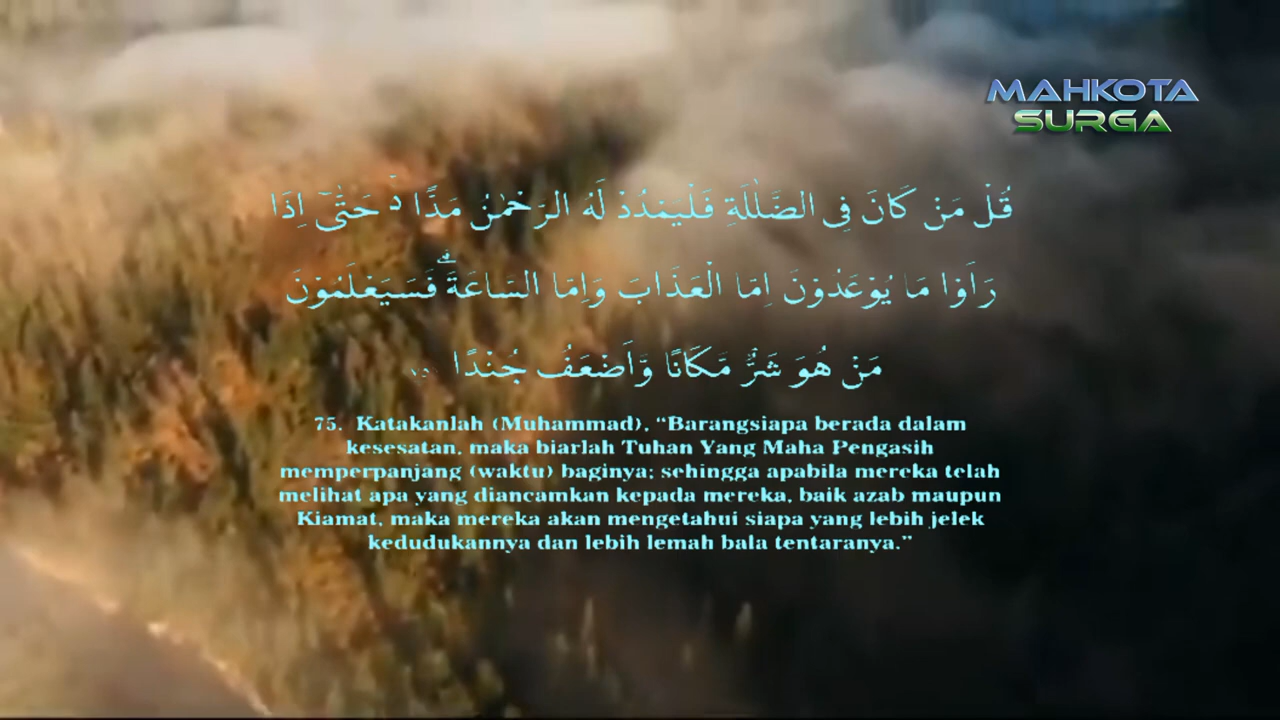 MAHKOTA
SURGA
قُلْ مَنْ كَانَ فِى الضَّلٰلَةِ فَلْيَمْدُدْ لَهُ الرَّحْمٰنُ مَدًّا ەۚ حَتّٰىٓ اِذَا
رَاَوْا مَا يُوْعَدُوْنَ اِمَّا الْعَذَابَ وَاِمَّا السَّاعَةَ ۗفَسَيَعْلَمُوْنَ
مَنْ هُوَ شَرٌّ مَّكَانًا وَّاَضْعَفُ جُنْدًا
75. Katakanlah (Muhammad), “Barangsiapa berada dalam
kesesatan, maka biarlah Tuhan Yang Maha Pengasih
memperpanjang (waktu) baginya; sehingga apabila mereka telah
melihat apa yang diancamkan kepada mereka, baik azab maupun
Kiamat, maka mereka akan mengetahui siapa yang lebih jelek
kedudukannya dan lebih lemah bala tentaranya.”